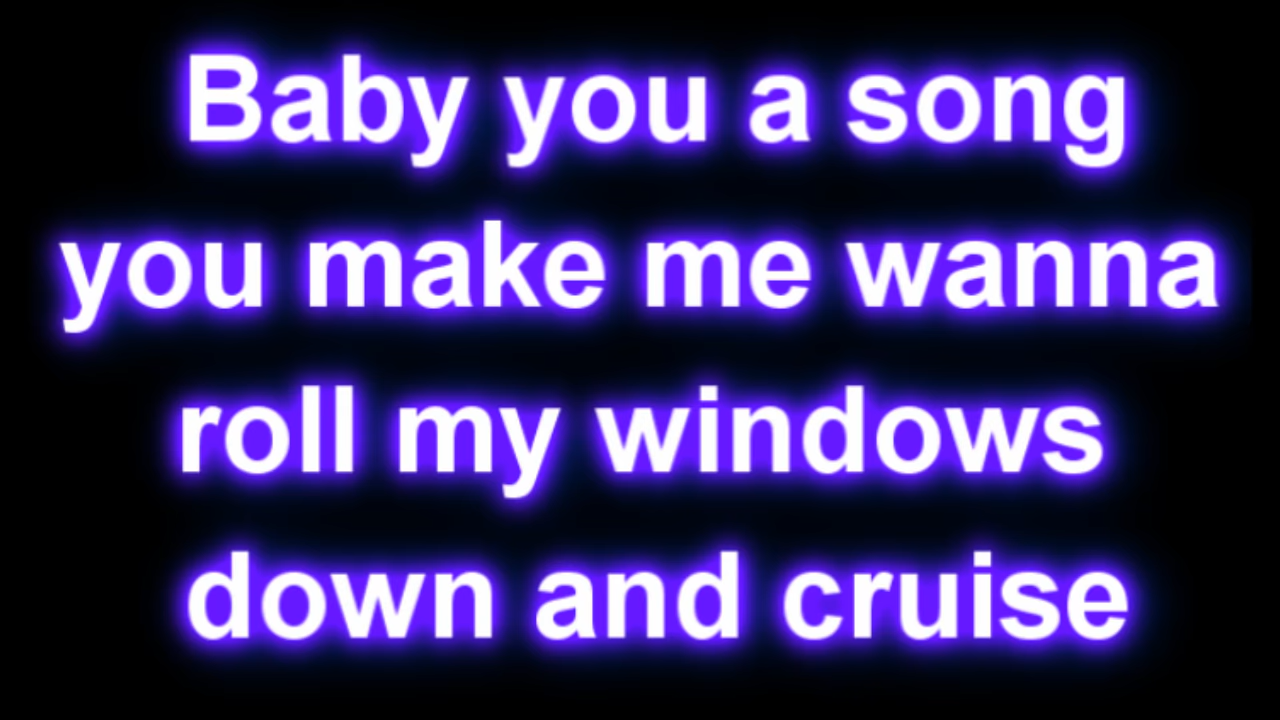 Baby you a song
you make me wanna
roll my windows
down and cruise